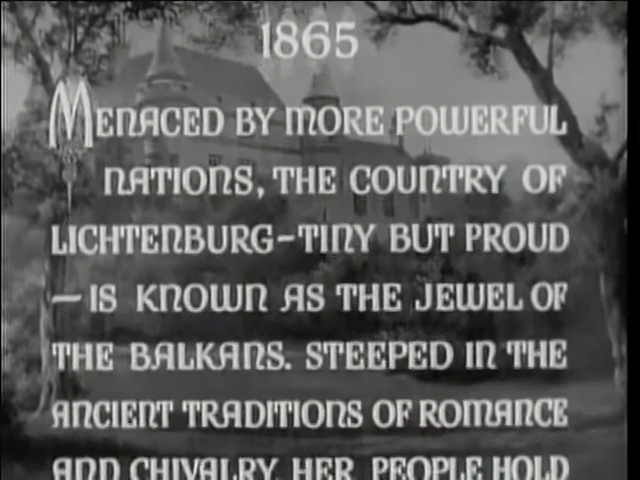 1865
MENACED BY MORE POWERFUL
NATIONS, THE COUNTRY OF
LICHTENBURG-TINY BUT PROUD
- IS KNOWN AS THE JEWEL OF
THE BALKANS. STEEPED IN THE
ANCIENT TRADITIONS OF ROMANCE
AND CHIVALRY HER PEOPLE HOLD